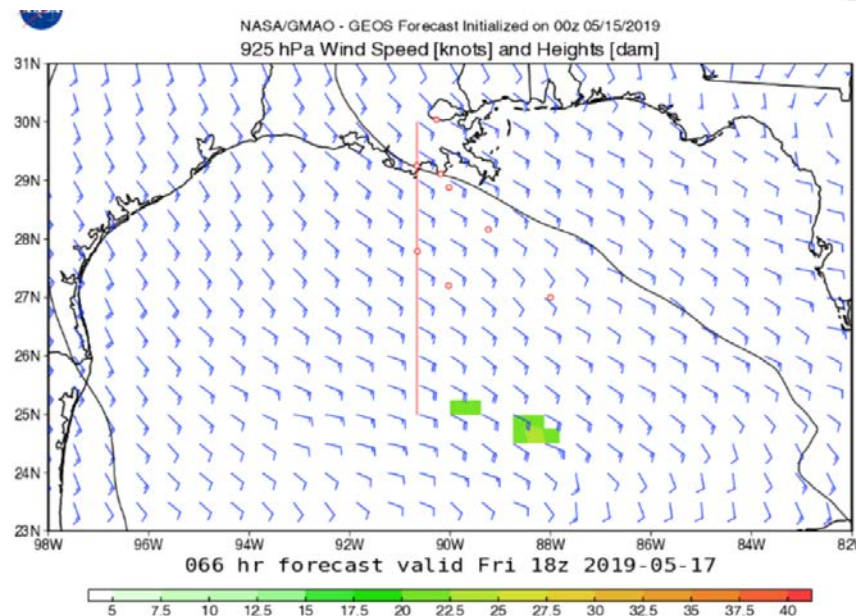 NASA/GMAO - GEOS Forecast Initialized on 00z 05/15/2019
925 hPa Wind Speed [knots] and Heights [dam]
31N
30N
29N
28N
27N
26N
25N
24N
23N
98W 96W 94W 92W 90W 88W 86W 84W 82W
066 hr forecast valid Fri 18z 2019-05-17
5 7.5 10 12.5 15 17.5 20 22.5 25 27.5 30 32.5 35 37.5 40